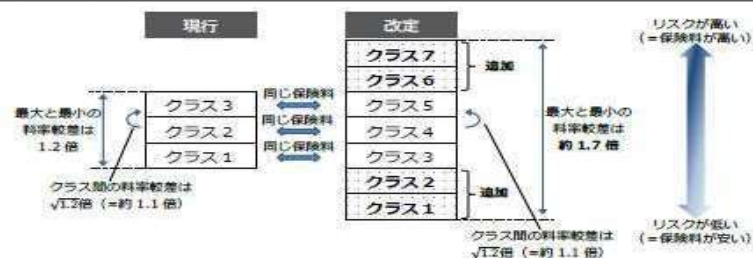 現行
改定
リスクが高い
(=保険料が高い)
クラス7
クラス6
追加
同じ保険料
クラス3
クラス5
最大と最小の
料率較差は
1.2 倍
同じ保険料
クラス2
クラス4
最大と最小の
料率較差は
約 1.7 倍
同じ保険料
クラス1
クラス3
クラス2
クラス1
追加
クラス間の料率較差は
√1.2倍 (=約 1.1 倍)
クラス間の料率較差は
√1.2倍 (=約 1.1 倍)
リスクが低い
(=保険料が安い)